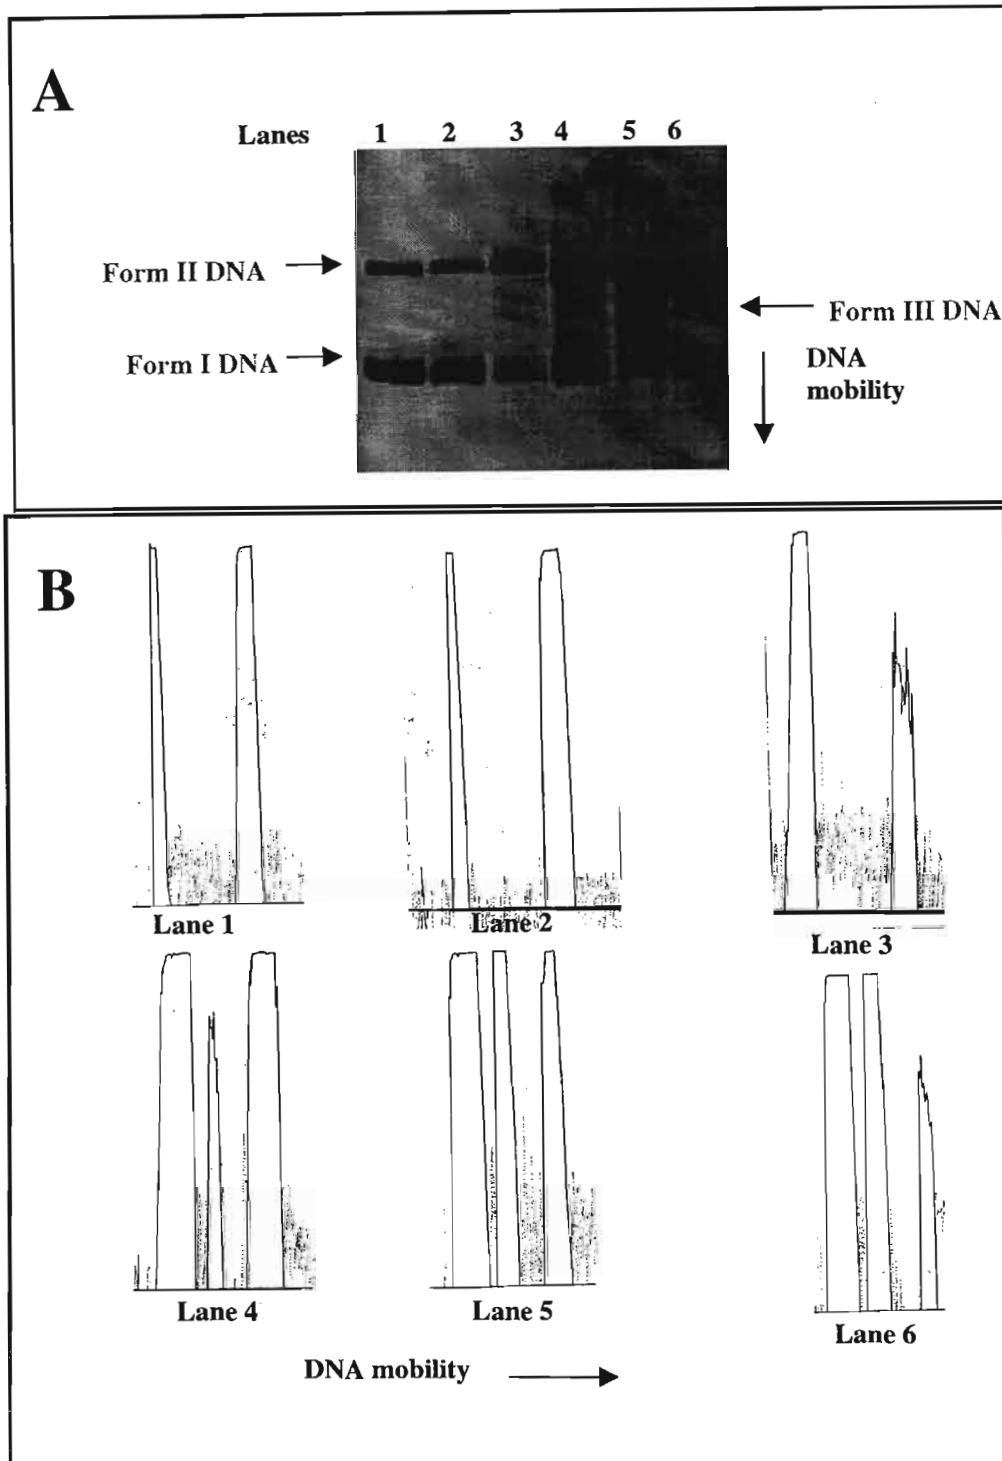 A
Lanes 1 2 3 4 5 6
Form II DNA
Form III DNA
Form I DNA
DNA
mobility
B
Lane 1
Lane 2
Lane 3
Lane 4
Lane 5
Lane 6
DNA mobility